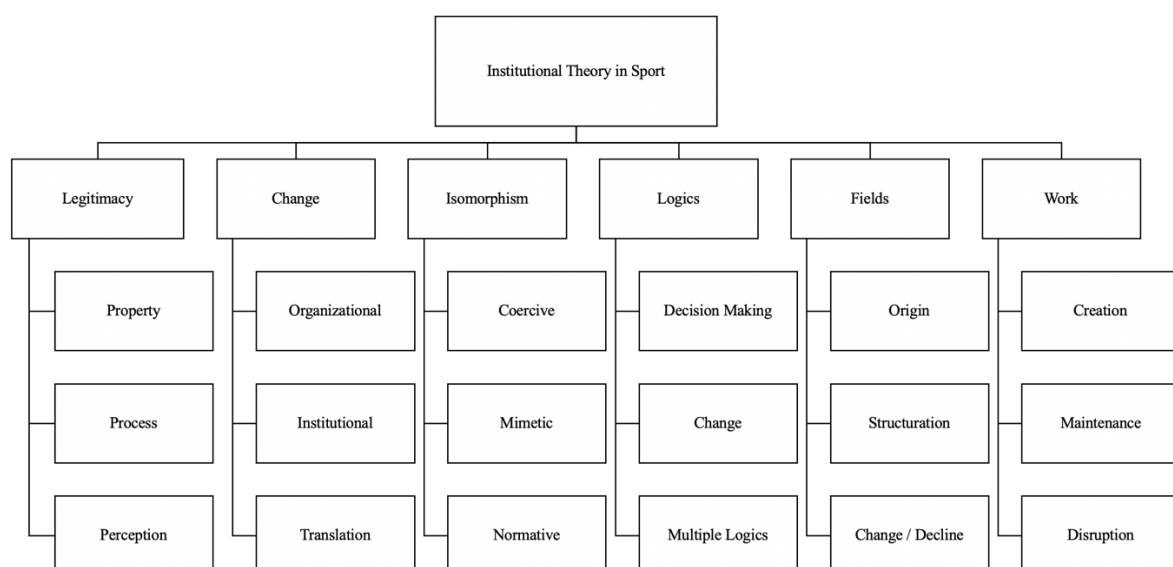 Institutional Theory in Sport
Legitimacy
Change
Isomorphism
Logics
Fields
Work
Property
Organizational
Coercive
Decision Making
Origin
Creation
Process
Institutional
Mimetic
Change
Structuration
Maintenance
Perception
Translation
Normative
Multiple Logics
Change / Decline
Disruption